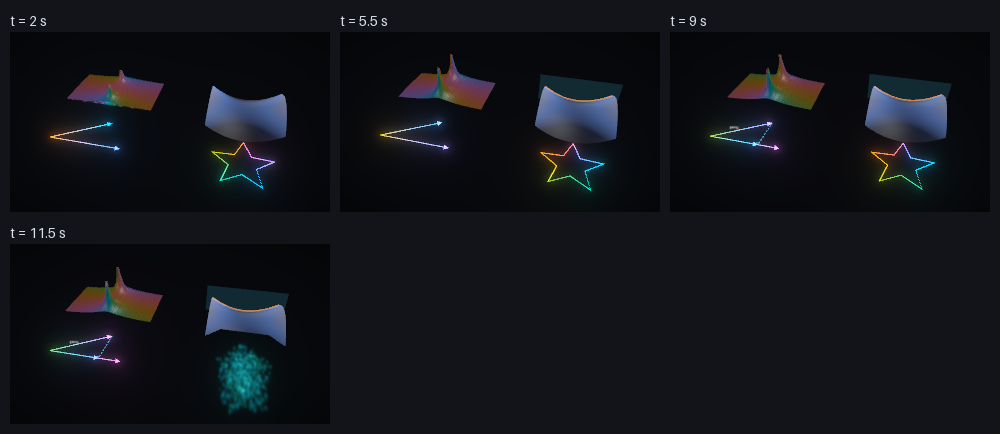 t = 2 s
t = 5.5 s
t = 9 s
t = 11.5 s